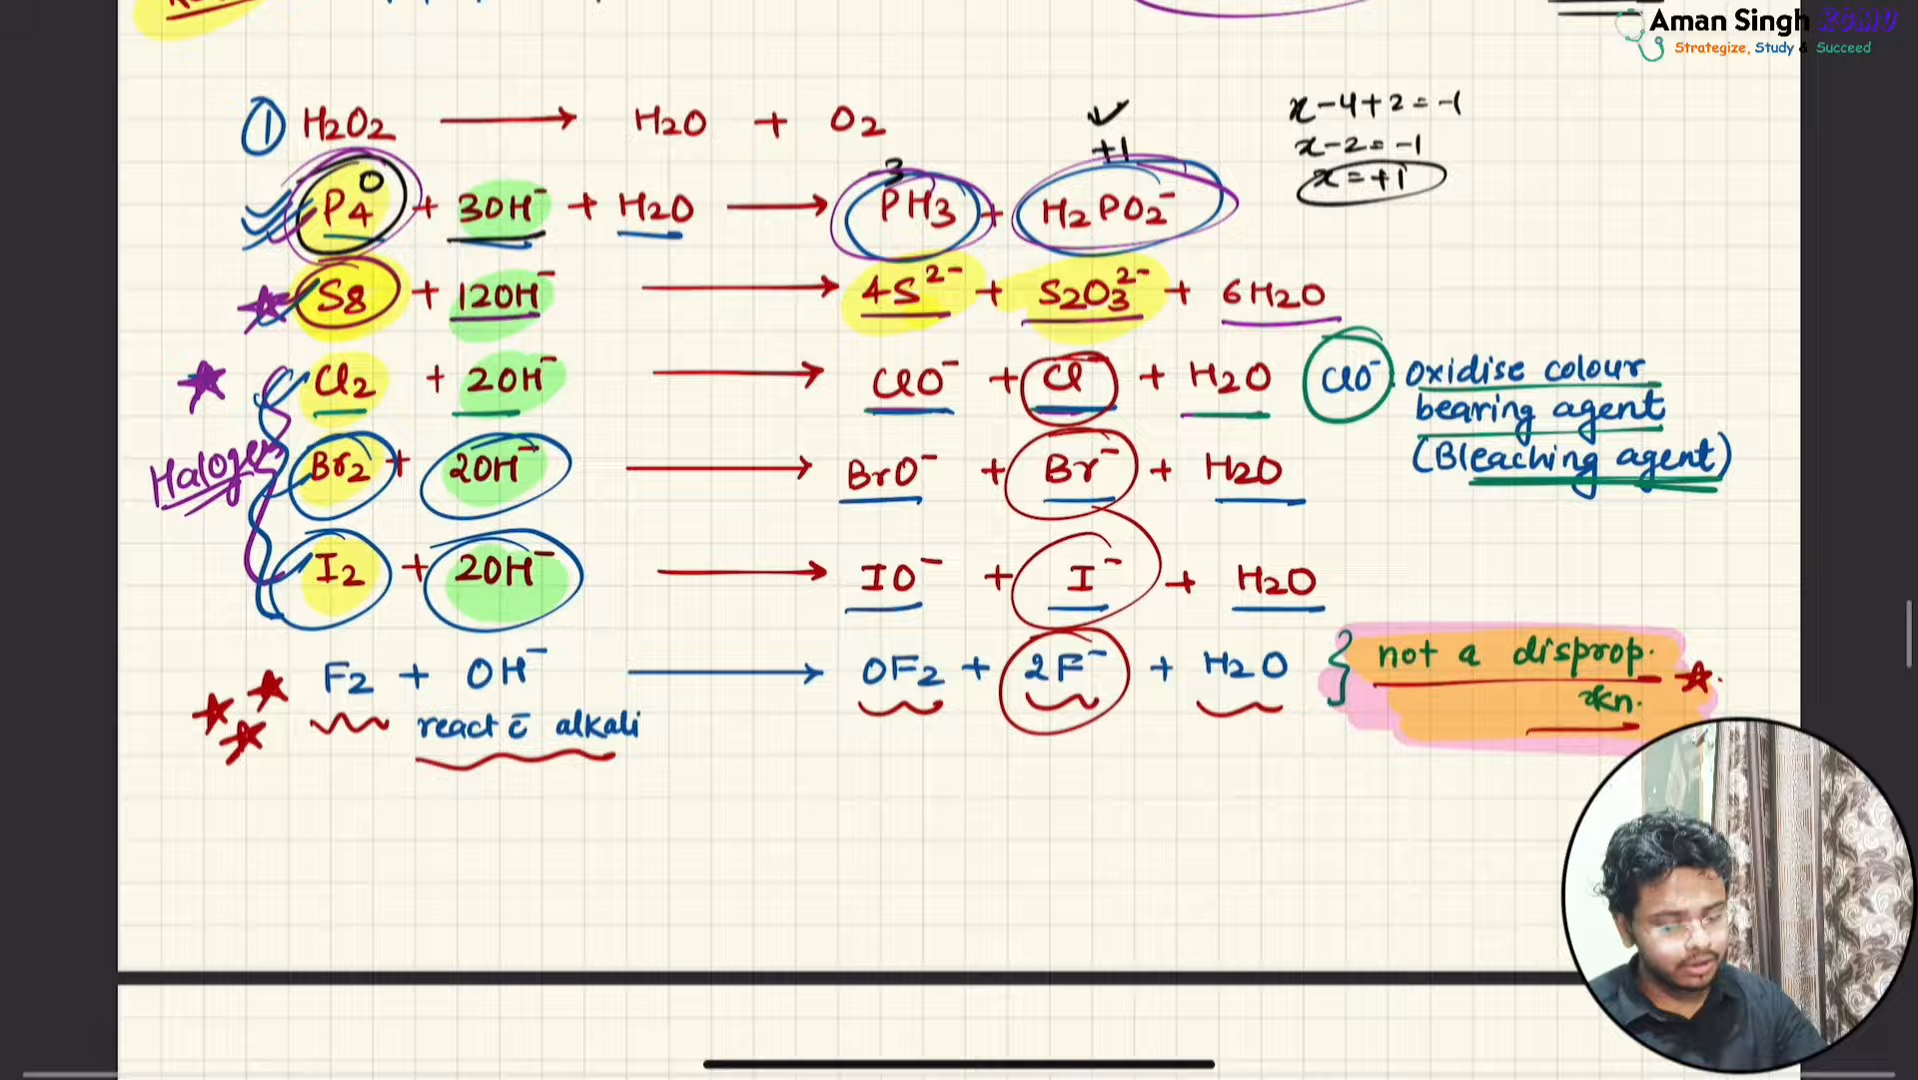 Aman Singh KGMU
Strategize, Study & Succeed
① H2O2 ⟶ H2O + O2
x-4+2 = -1
x-2 = -1
x = +1
✓
+1
0 3
P4 + 3OH⁻ + H2O ⟶ PH3 + H2PO2⁻
S8 + 12OH⁻ ⟶ 4S²⁻ + S2O3²⁻ + 6H2O
Cl2 + 2OH⁻ ⟶ ClO⁻ + Cl⁻ + H2O
ClO⁻ . oxidise colour
bearing agent
(Bleaching agent)
Halogen
Br2 + 2OH⁻ ⟶ BrO⁻ + Br⁻ + H2O
I2 + 2OH⁻ ⟶ IO⁻ + I⁻ + H2O
F2 + OH⁻ ⟶ OF2 + 2F⁻ + H2O } not a disprop.
rxn.
react c̄ alkali